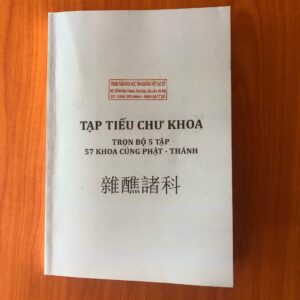 TẠP TIẾU CHƯ KHOA
TRỌN BỘ 5 TẬP
57 KHOA CÚNG PHẬT - THÁNH
雜醮諸科